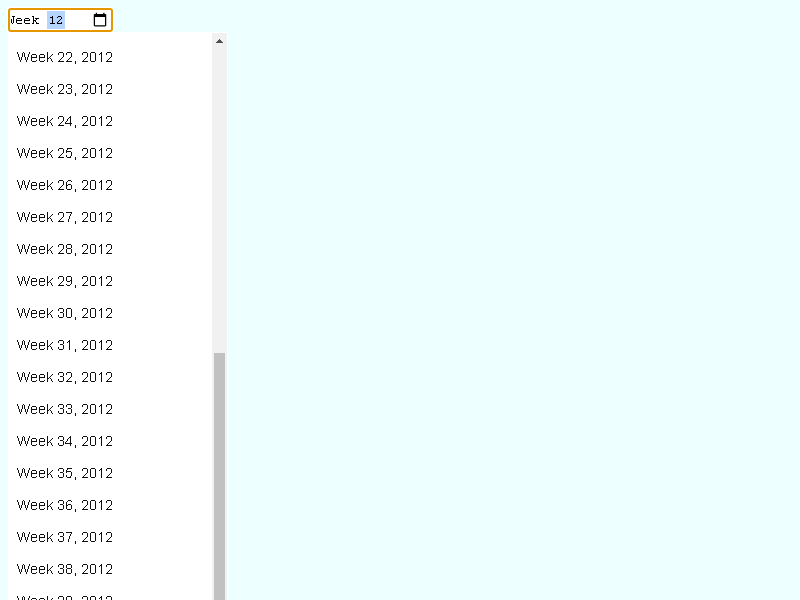 Week 12
Week 22, 2012
Week 23, 2012
Week 24, 2012
Week 25, 2012
Week 26, 2012
Week 27, 2012
Week 28, 2012
Week 29, 2012
Week 30, 2012
Week 31, 2012
Week 32, 2012
Week 33, 2012
Week 34, 2012
Week 35, 2012
Week 36, 2012
Week 37, 2012
Week 38, 2012